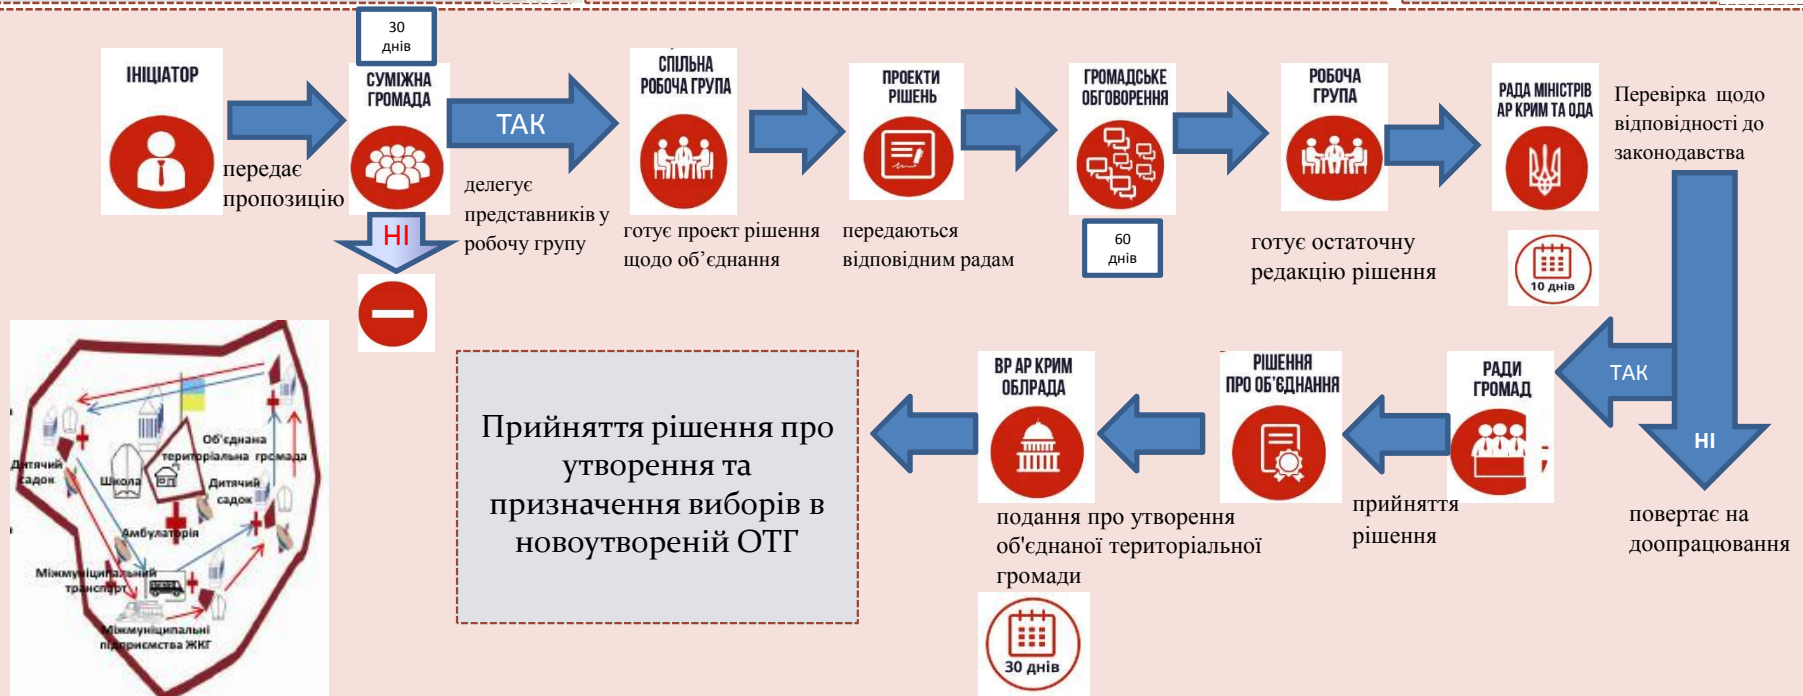 30
днів
ІНІЦІАТОР
передає
пропозицію
СУМІЖНА
ГРОМАДА
НІ
ТАК
делегує
представників у
робочу групу
СПІЛЬНА
РОБОЧА ГРУПА
готує проект рішення
щодо об’єднання
ПРОЕКТИ
РІШЕНЬ
передаються
відповідним радам
ГРОМАДСЬКЕ
ОБГОВОРЕННЯ
60
днів
РОБОЧА
ГРУПА
готує остаточну
редакцію рішення
РАДА МІНІСТРІВ
АР КРИМ ТА ОДА
10 днів
Перевірка щодо
відповідності до
законодавства
ТАК
НІ
повертає на
доопрацювання
РАДИ
ГРОМАД
прийняття
рішення
РІШЕННЯ
ПРО ОБ'ЄДНАННЯ
ВР АР КРИМ
ОБЛРАДА
подання про утворення
об'єднаної територіальної
громади
30 днів
Прийняття рішення про
утворення та
призначення виборів в
новоутвореній ОТГ
Об'єднана
територіальна громада
Дитячий
садок
Школа
Дитячий
садок
Амбулаторія
Міжмуніципальний
транспорт
Міжмуніципальні
підприємства ЖКГ